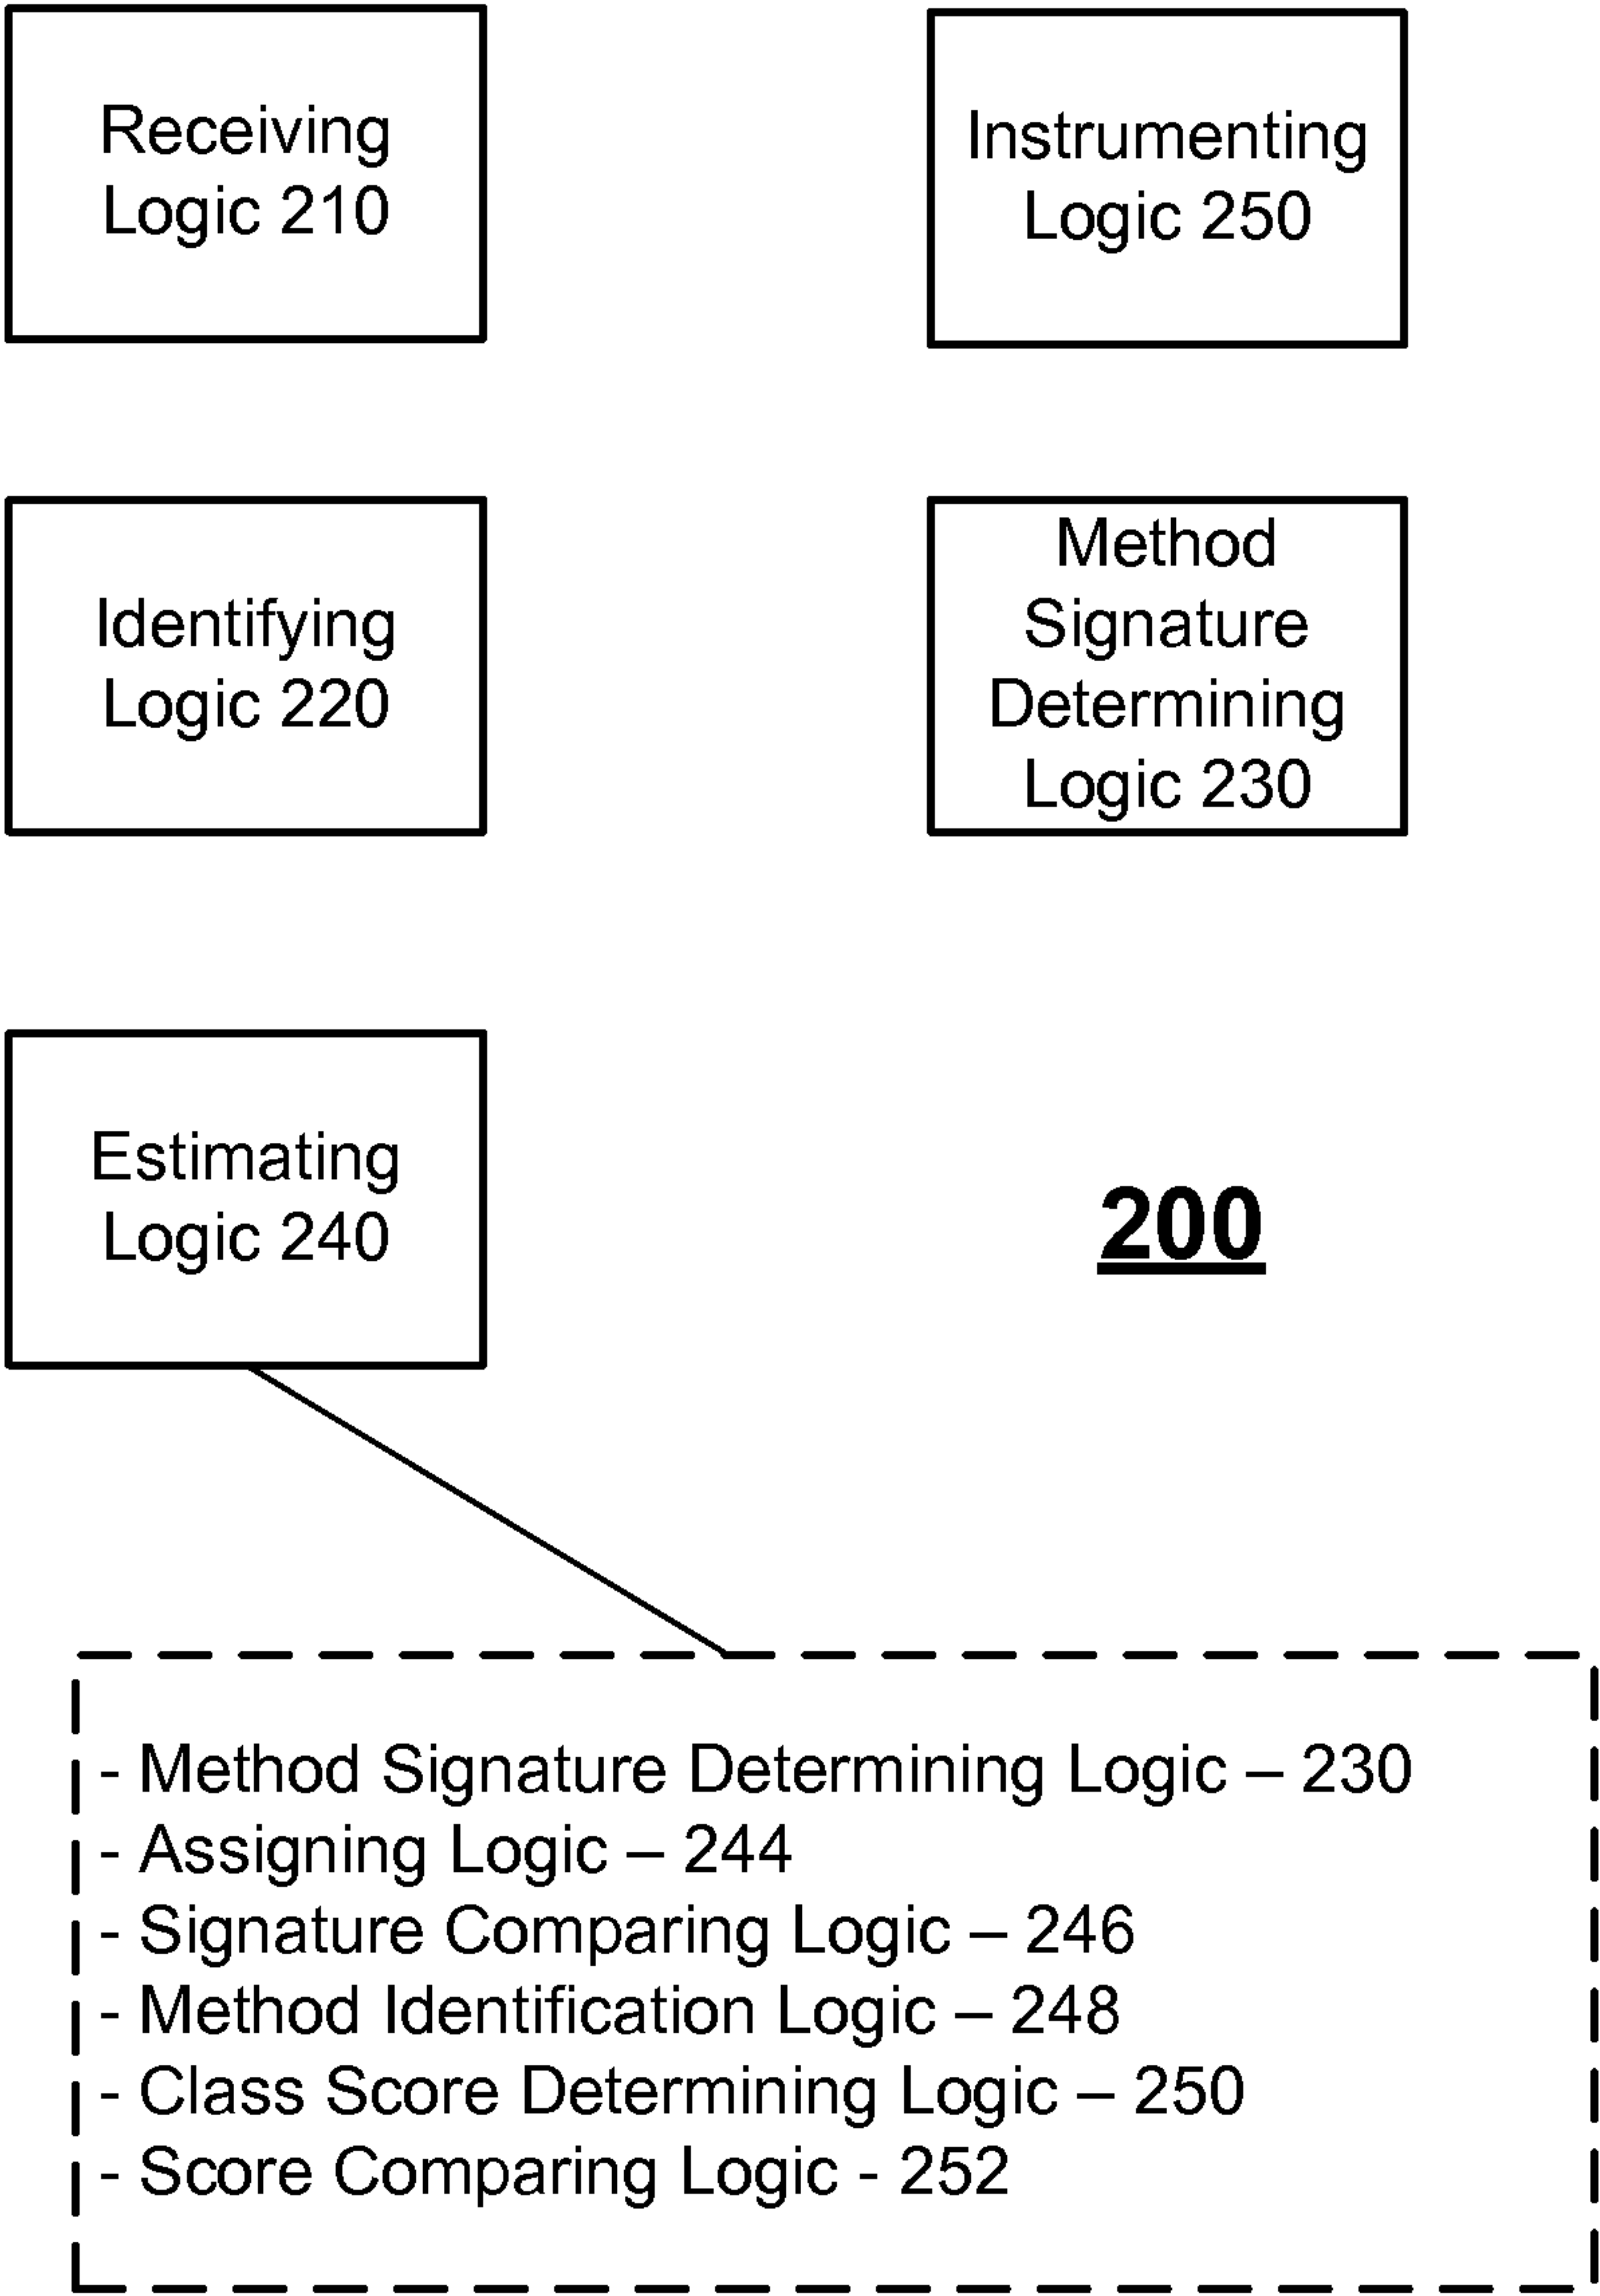 Receiving
Logic 210
Instrumenting
Logic 250
Identifying
Logic 220
Method
Signature
Determining
Logic 230
Estimating
Logic 240
200
- Method Signature Determining Logic – 230
- Assigning Logic – 244
- Signature Comparing Logic – 246
- Method Identification Logic – 248
- Class Score Determining Logic – 250
- Score Comparing Logic - 252